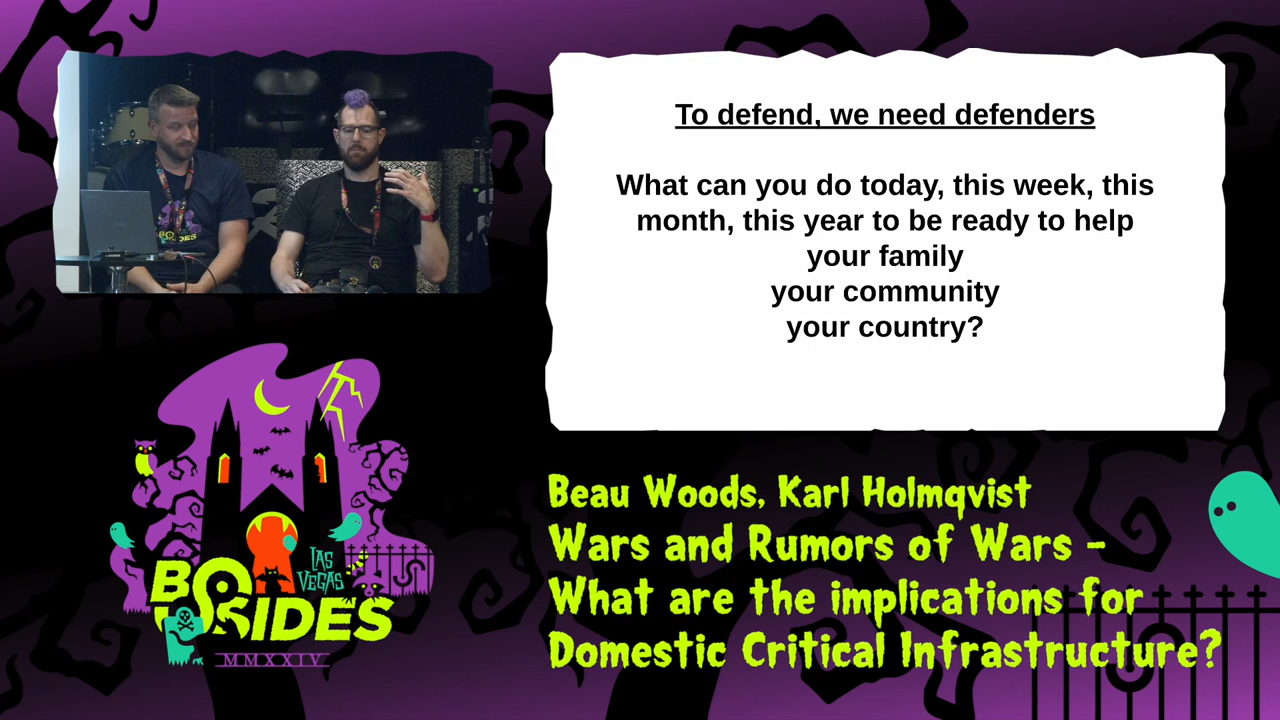 To defend, we need defenders
What can you do today, this week, this
month, this year to be ready to help
your family
your community
your country?
Beau Woods, Karl Holmqvist
Wars and Rumors of Wars -
What are the implications for
Domestic Critical Infrastructure?
LAS
VEGAS
BSIDES
MMXXIV